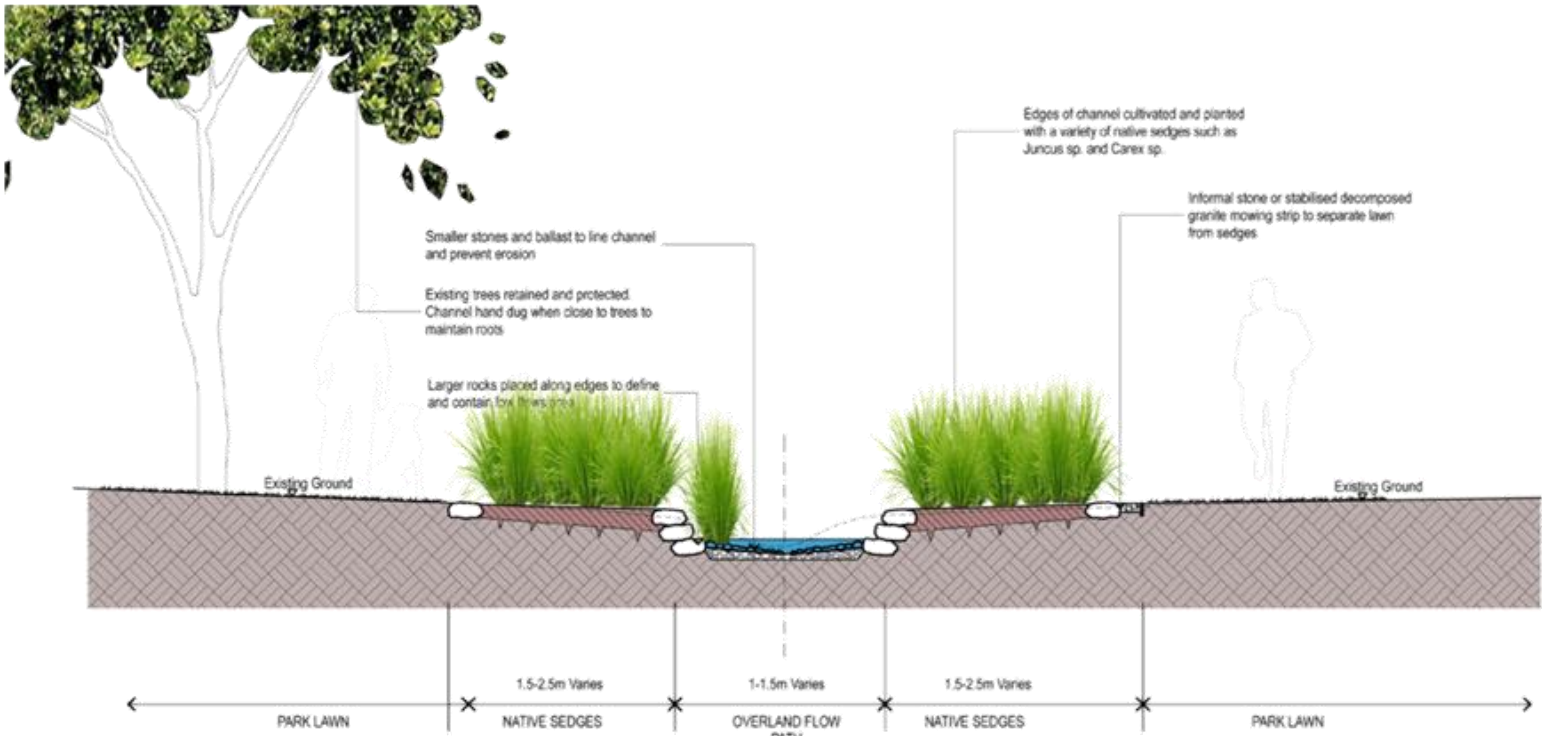 Edges of channel cultivated and planted
with a variety of native sedges such as
Juncus sp. and Carex sp.
Informal stone or stabilised decomposed
granite mowing strip to separate lawn
from sedges
Smaller stones and ballast to line channel
and prevent erosion
Existing trees retained and protected.
Channel hand dug when close to trees to
maintain roots
Larger rocks placed along edges to define
and contain low flows area
Existing Ground
Existing Ground
1.5-2.5m Varies
1-1.5m Varies
1.5-2.5m Varies
PARK LAWN
NATIVE SEDGES
OVERLAND FLOW
PATH
NATIVE SEDGES
PARK LAWN